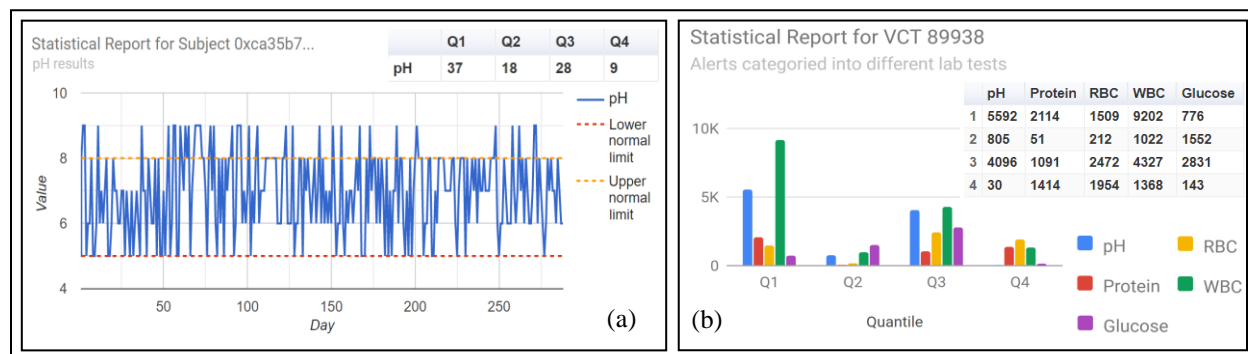 Statistical Report for Subject 0xca35b7...
pH results
Q1 Q2 Q3 Q4
pH 37 18 28 9
10
8
6
4
Value
50 100 150 200 250
Day
pH
Lower
normal
limit
Upper
normal
limit
(a)
Statistical Report for VCT 89938
Alerts categoried into different lab tests
pH Protein RBC WBC Glucose
1 5592 2114 1509 9202 776
2 805 51 212 1022 1552
3 4096 1091 2472 4327 2831
4 30 1414 1954 1368 143
10K
5K
0
Q1 Q2 Q3 Q4
Quantile
pH RBC
Protein WBC
Glucose
(b)